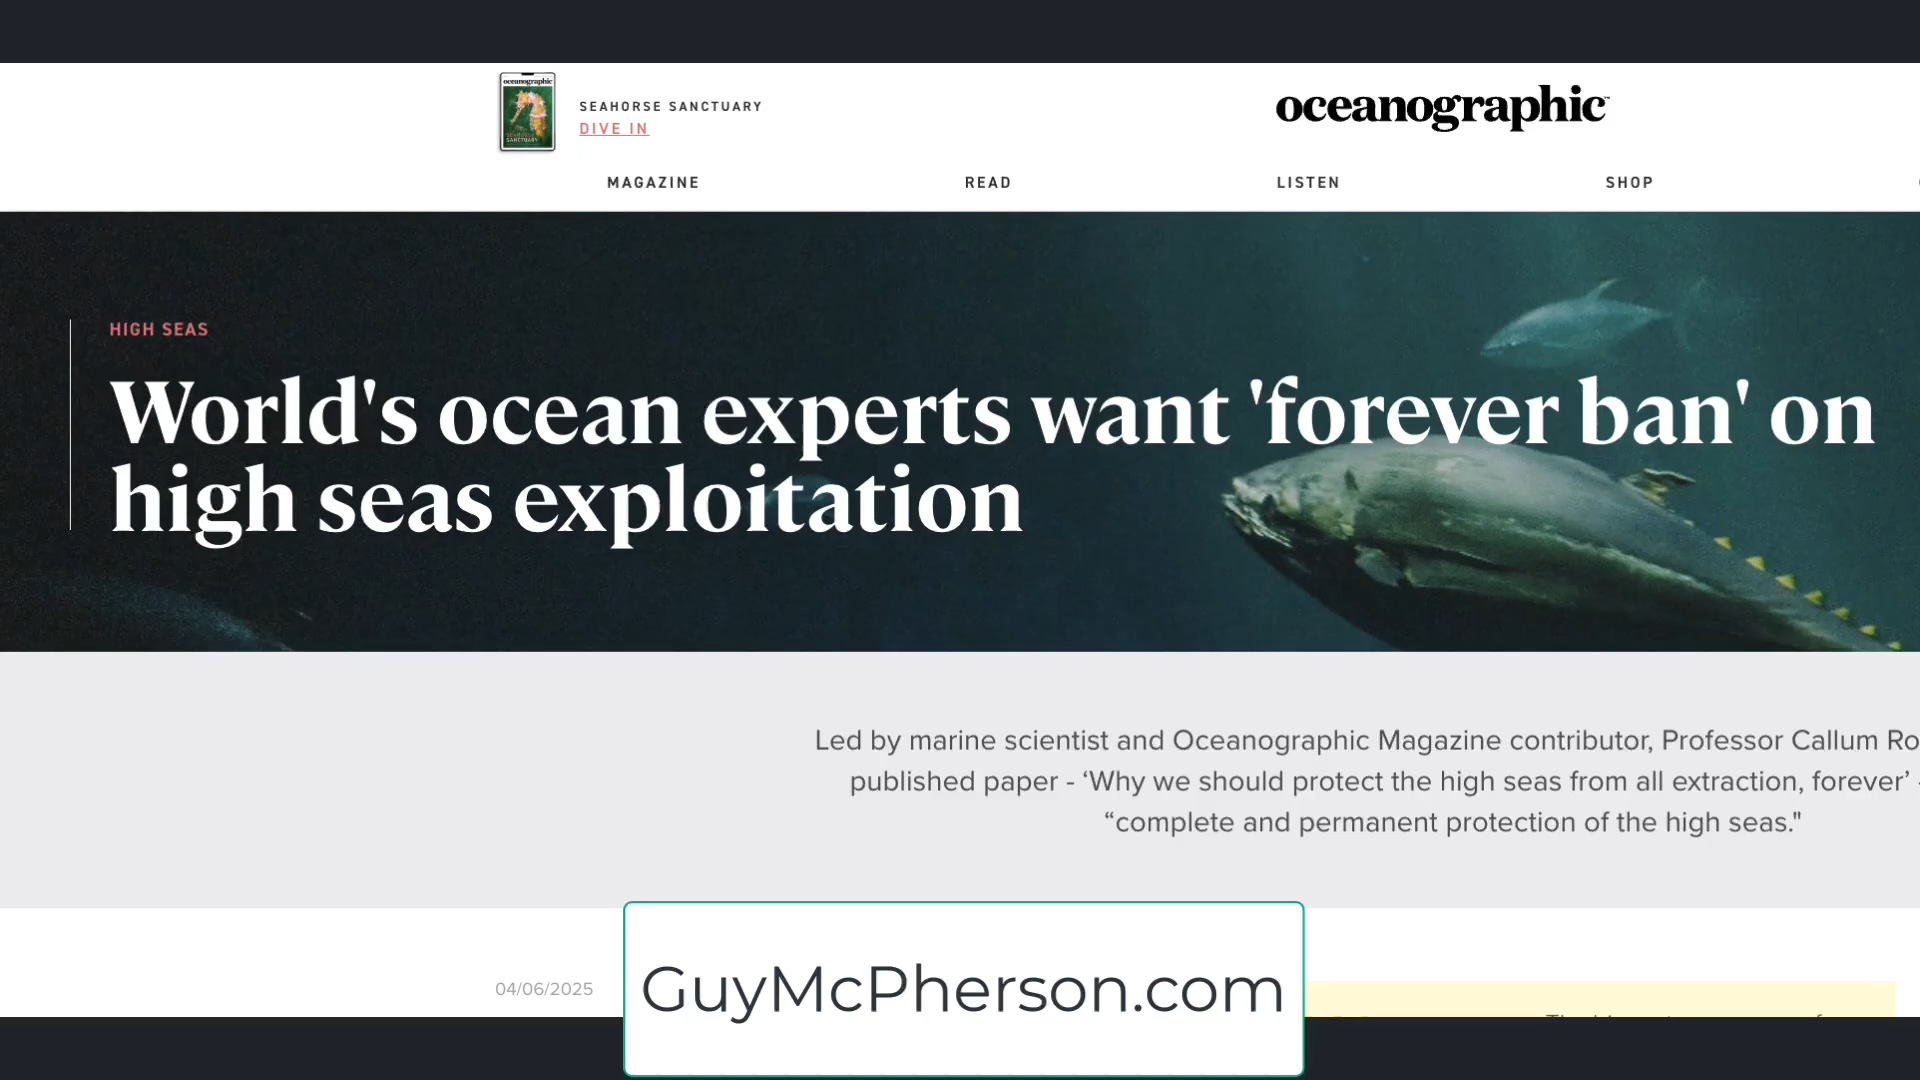 oceanographic
SEAHORSE SANCTUARY
DIVE IN
oceanographic
MAGAZINE
READ
LISTEN
SHOP
HIGH SEAS
World's ocean experts want 'forever ban' on
high seas exploitation
Led by marine scientist and Oceanographic Magazine contributor, Professor Callum Ro
published paper - ‘Why we should protect the high seas from all extraction, forever’ -
“complete and permanent protection of the high seas."
04/06/2025
GuyMcPherson.com